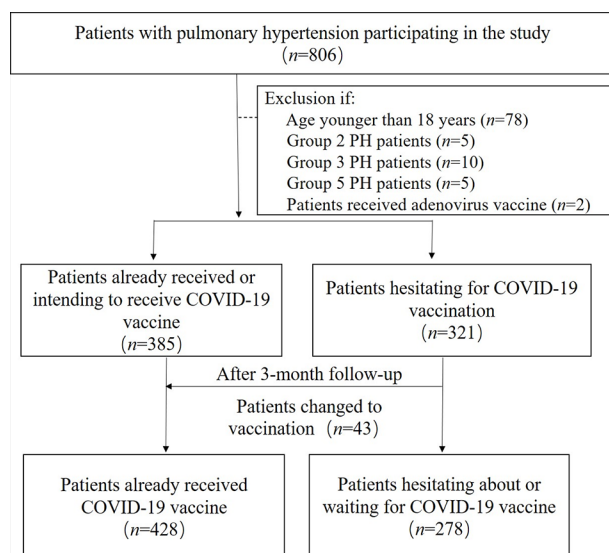 Patients with pulmonary hypertension participating in the study
(n=806)
Exclusion if:
Age younger than 18 years (n=78)
Group 2 PH patients (n=5)
Group 3 PH patients (n=10)
Group 5 PH patients (n=5)
Patients received adenovirus vaccine (n=2)
Patients already received or
intending to receive COVID-19
vaccine
(n=385)
Patients hesitating for COVID-19
vaccination
(n=321)
After 3-month follow-up
Patients changed to
vaccination (n=43)
Patients already received
COVID-19 vaccine
(n=428)
Patients hesitating about or
waiting for COVID-19 vaccine
(n=278)